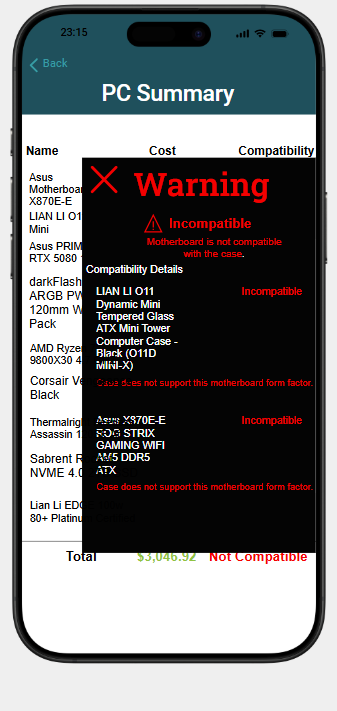 23:15
Back
PC Summary
Name Cost Compatibility
Asus
Motherboa
X870E-E
LIAN LI O1
Mini
Asus PRIM
RTX 5080
darkFlash
ARGB PW
120mm W
Pack
AMD Ryze
9800X30 4
Corsair Ve
Black
Thermalrig
Assassin 1
Sabrent R
NVME 4.0
Lian Li EDGE
80+ Platinum
Warning
Incompatible
Motherboard is not compatible
with the case.
Compatibility Details
LIAN LI O11 Incompatible
Dynamic Mini
Tempered Glass
ATX Mini Tower
Computer Case -
Black (O11D
MINI-X)
Case does not support this motherboard form factor.
Asus X870E-E Incompatible
ROG STRIX
GAMING WIFI
AM5 DDR5
ATX
Case does not support this motherboard form factor.
Total $3,046.92 Not Compatible